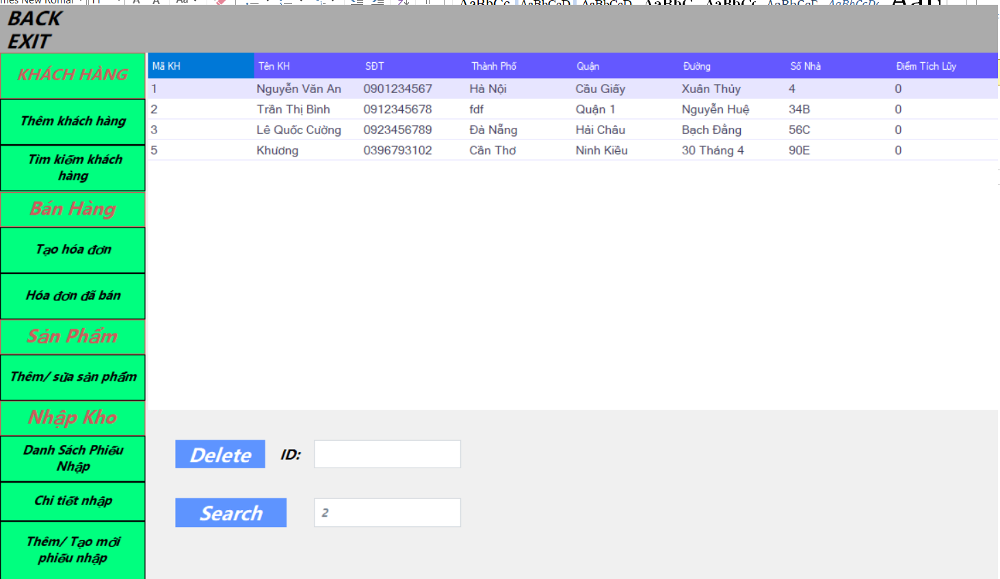 BACK
EXIT
KHÁCH HÀNG
Thêm khách hàng
Tìm kiếm khách
hàng
Bán Hàng
Tạo hóa đơn
Hóa đơn đã bán
Sản Phẩm
Thêm/ sửa sản phẩm
Nhập Kho
Danh Sách Phiếu
Nhập
Chi tiết nhập
Thêm/ Tạo mới
phiếu nhập
Mã KH Tên KH SĐT Thành Phố Quận Đường Số Nhà Điểm Tích Lũy
1 Nguyễn Văn An 0901234567 Hà Nội Cầu Giấy Xuân Thủy 4 0
2 Trần Thị Bình 0912345678 fdf Quận 1 Nguyễn Huệ 34B 0
3 Lê Quốc Cường 0923456789 Đà Nẵng Hải Châu Bạch Đằng 56C 0
5 Khương 0396793102 Cần Thơ Ninh Kiều 30 Tháng 4 90E 0
Delete ID:
Search 2